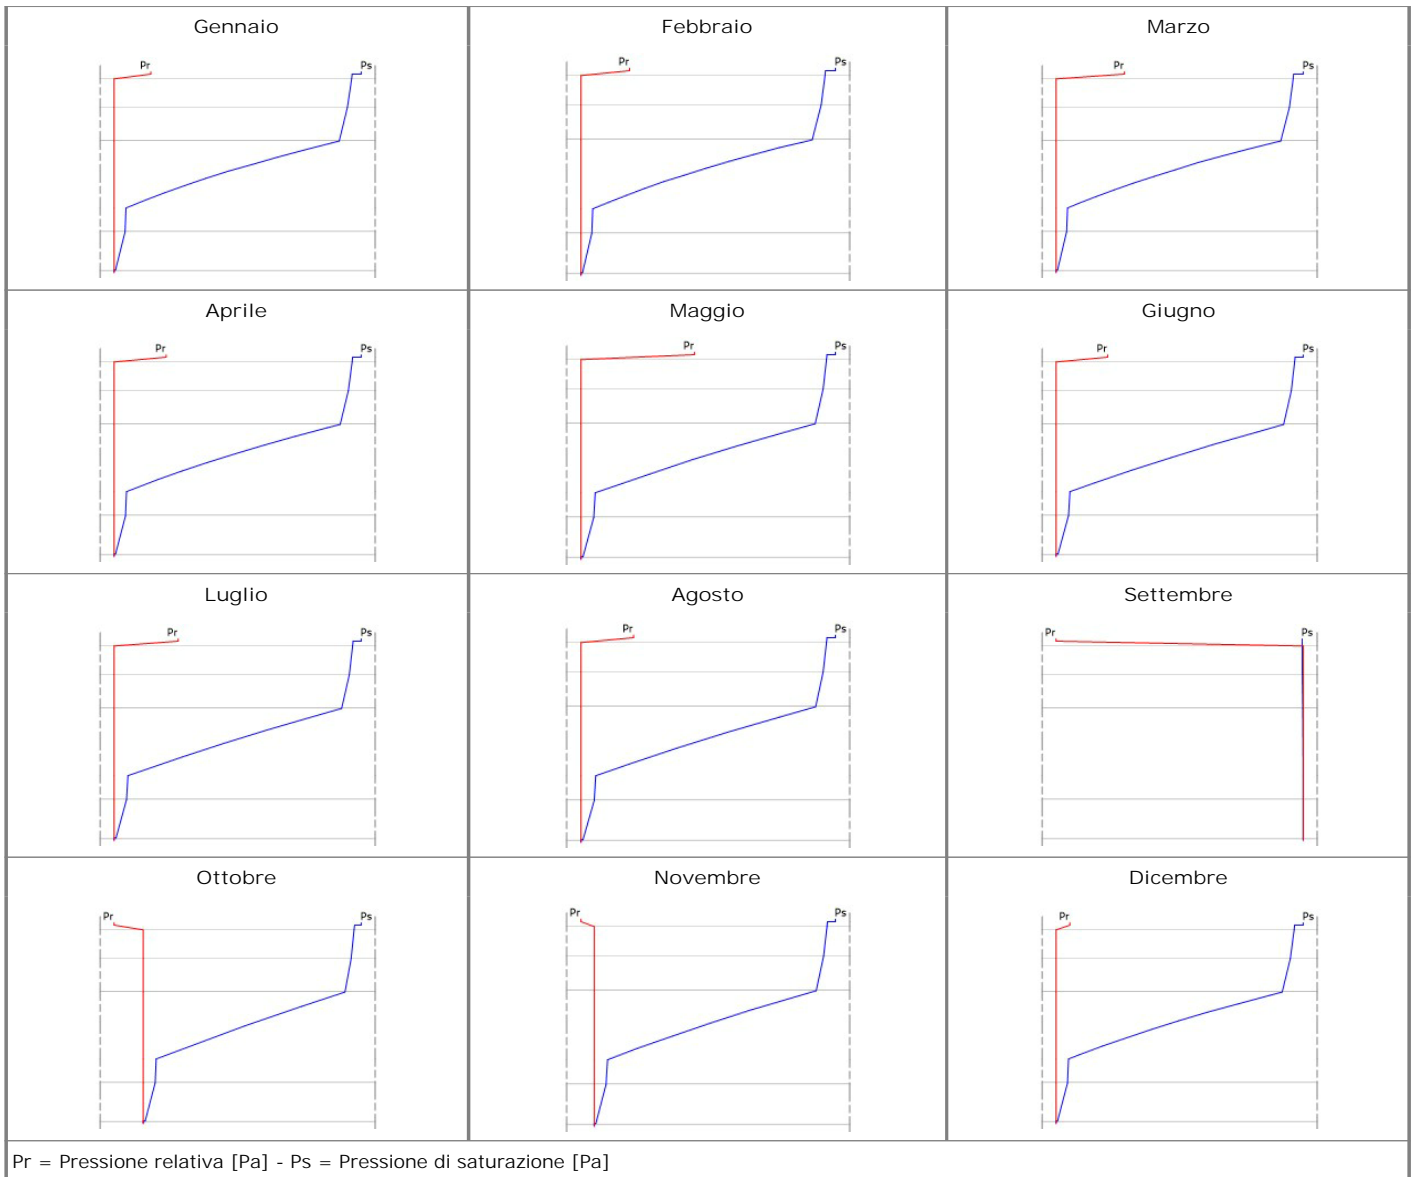 Gennaio
Febbraio
Marzo
Pr
Ps
Pr
Ps
Pr
Ps
Aprile
Maggio
Giugno
Pr
Ps
Pr
Ps
Pr
Ps
Luglio
Agosto
Settembre
Pr
Ps
Pr
Ps
Pr
Ps
Ottobre
Novembre
Dicembre
Pr
Ps
Pr
Ps
Pr
Ps
Pr = Pressione relativa [Pa] - Ps = Pressione di saturazione [Pa]